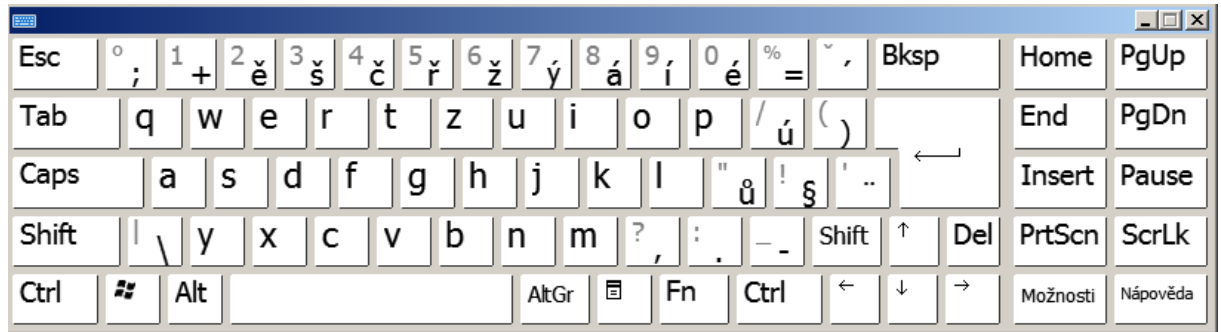 Esc ° ; 1 + 2 ě 3 š 4 č 5 ř 6 ž 7 ý 8 á 9 í 0 é % = ˇ ´ Bksp Home PgUp
Tab q w e r t z u i o p / ú ( ) End PgDn
Caps a s d f g h j k l " ů ! § ' ¨ ← Insert Pause
Shift | \ y x c v b n m ? , : . _ - Shift ↑ Del PrtScn ScrLk
Ctrl Alt AltGr Fn Ctrl ← ↓ → Možnosti Nápověda